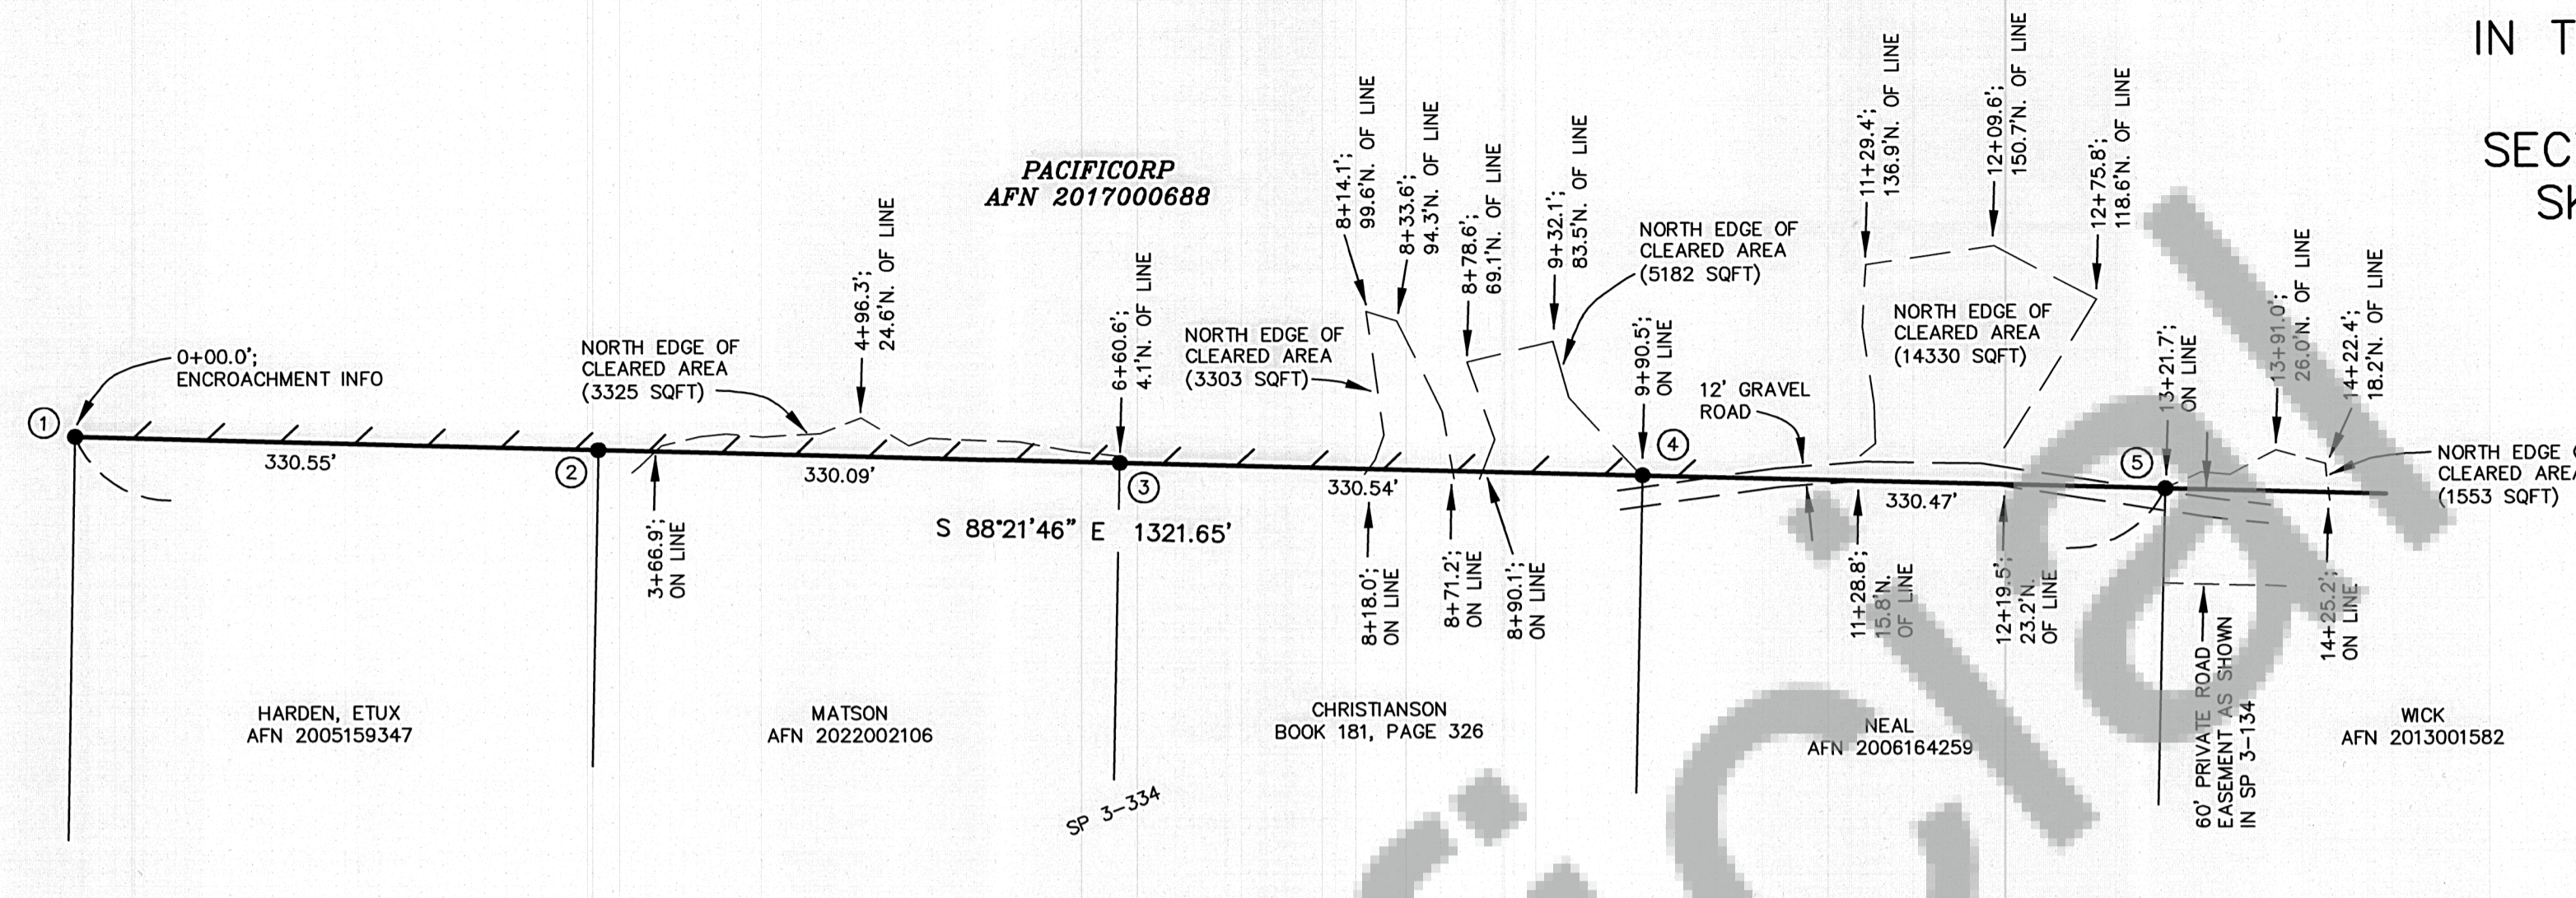 IN T
SEC
SK
PACIFICORP
AFN 2017000688
0+00.0';
ENCROACHMENT INFO
NORTH EDGE OF
CLEARED AREA
(3325 SQFT)
4+96.3';
24.6'N. OF LINE
6+60.6';
4.1'N. OF LINE
NORTH EDGE OF
CLEARED AREA
(3303 SQFT)
8+14.1';
99.6'N. OF LINE
8+33.6';
94.3'N. OF LINE
8+78.6';
69.1'N. OF LINE
9+32.1';
83.5'N. OF LINE
NORTH EDGE OF
CLEARED AREA
(5182 SQFT)
9+90.5';
ON LINE
12' GRAVEL
ROAD
11+29.4';
136.9'N. OF LINE
12+09.6';
150.7'N. OF LINE
12+75.8';
118.6'N. OF LINE
NORTH EDGE OF
CLEARED AREA
(14330 SQFT)
13+21.7';
ON LINE
13+91.0';
26.0'N. OF LINE
14+22.4';
18.2'N. OF LINE
NORTH EDGE
CLEARED AREA
(1553 SQFT)
1
2
3
4
5
330.55'
330.09'
330.54'
330.47'
S 88°21'46" E 1321.65'
3+66.9';
ON LINE
8+18.0';
ON LINE
8+71.2';
ON LINE
8+90.1';
ON LINE
11+28.8';
15.8'N.
OF LINE
12+19.5';
23.2'N.
OF LINE
14+25.2';
ON LINE
60' PRIVATE ROAD
EASEMENT AS SHOWN
IN SP 3-134
HARDEN, ETUX
AFN 2005159347
MATSON
AFN 2022002106
CHRISTIANSON
BOOK 181, PAGE 326
NEAL
AFN 2006164259
WICK
AFN 2013001582
SP 3-334